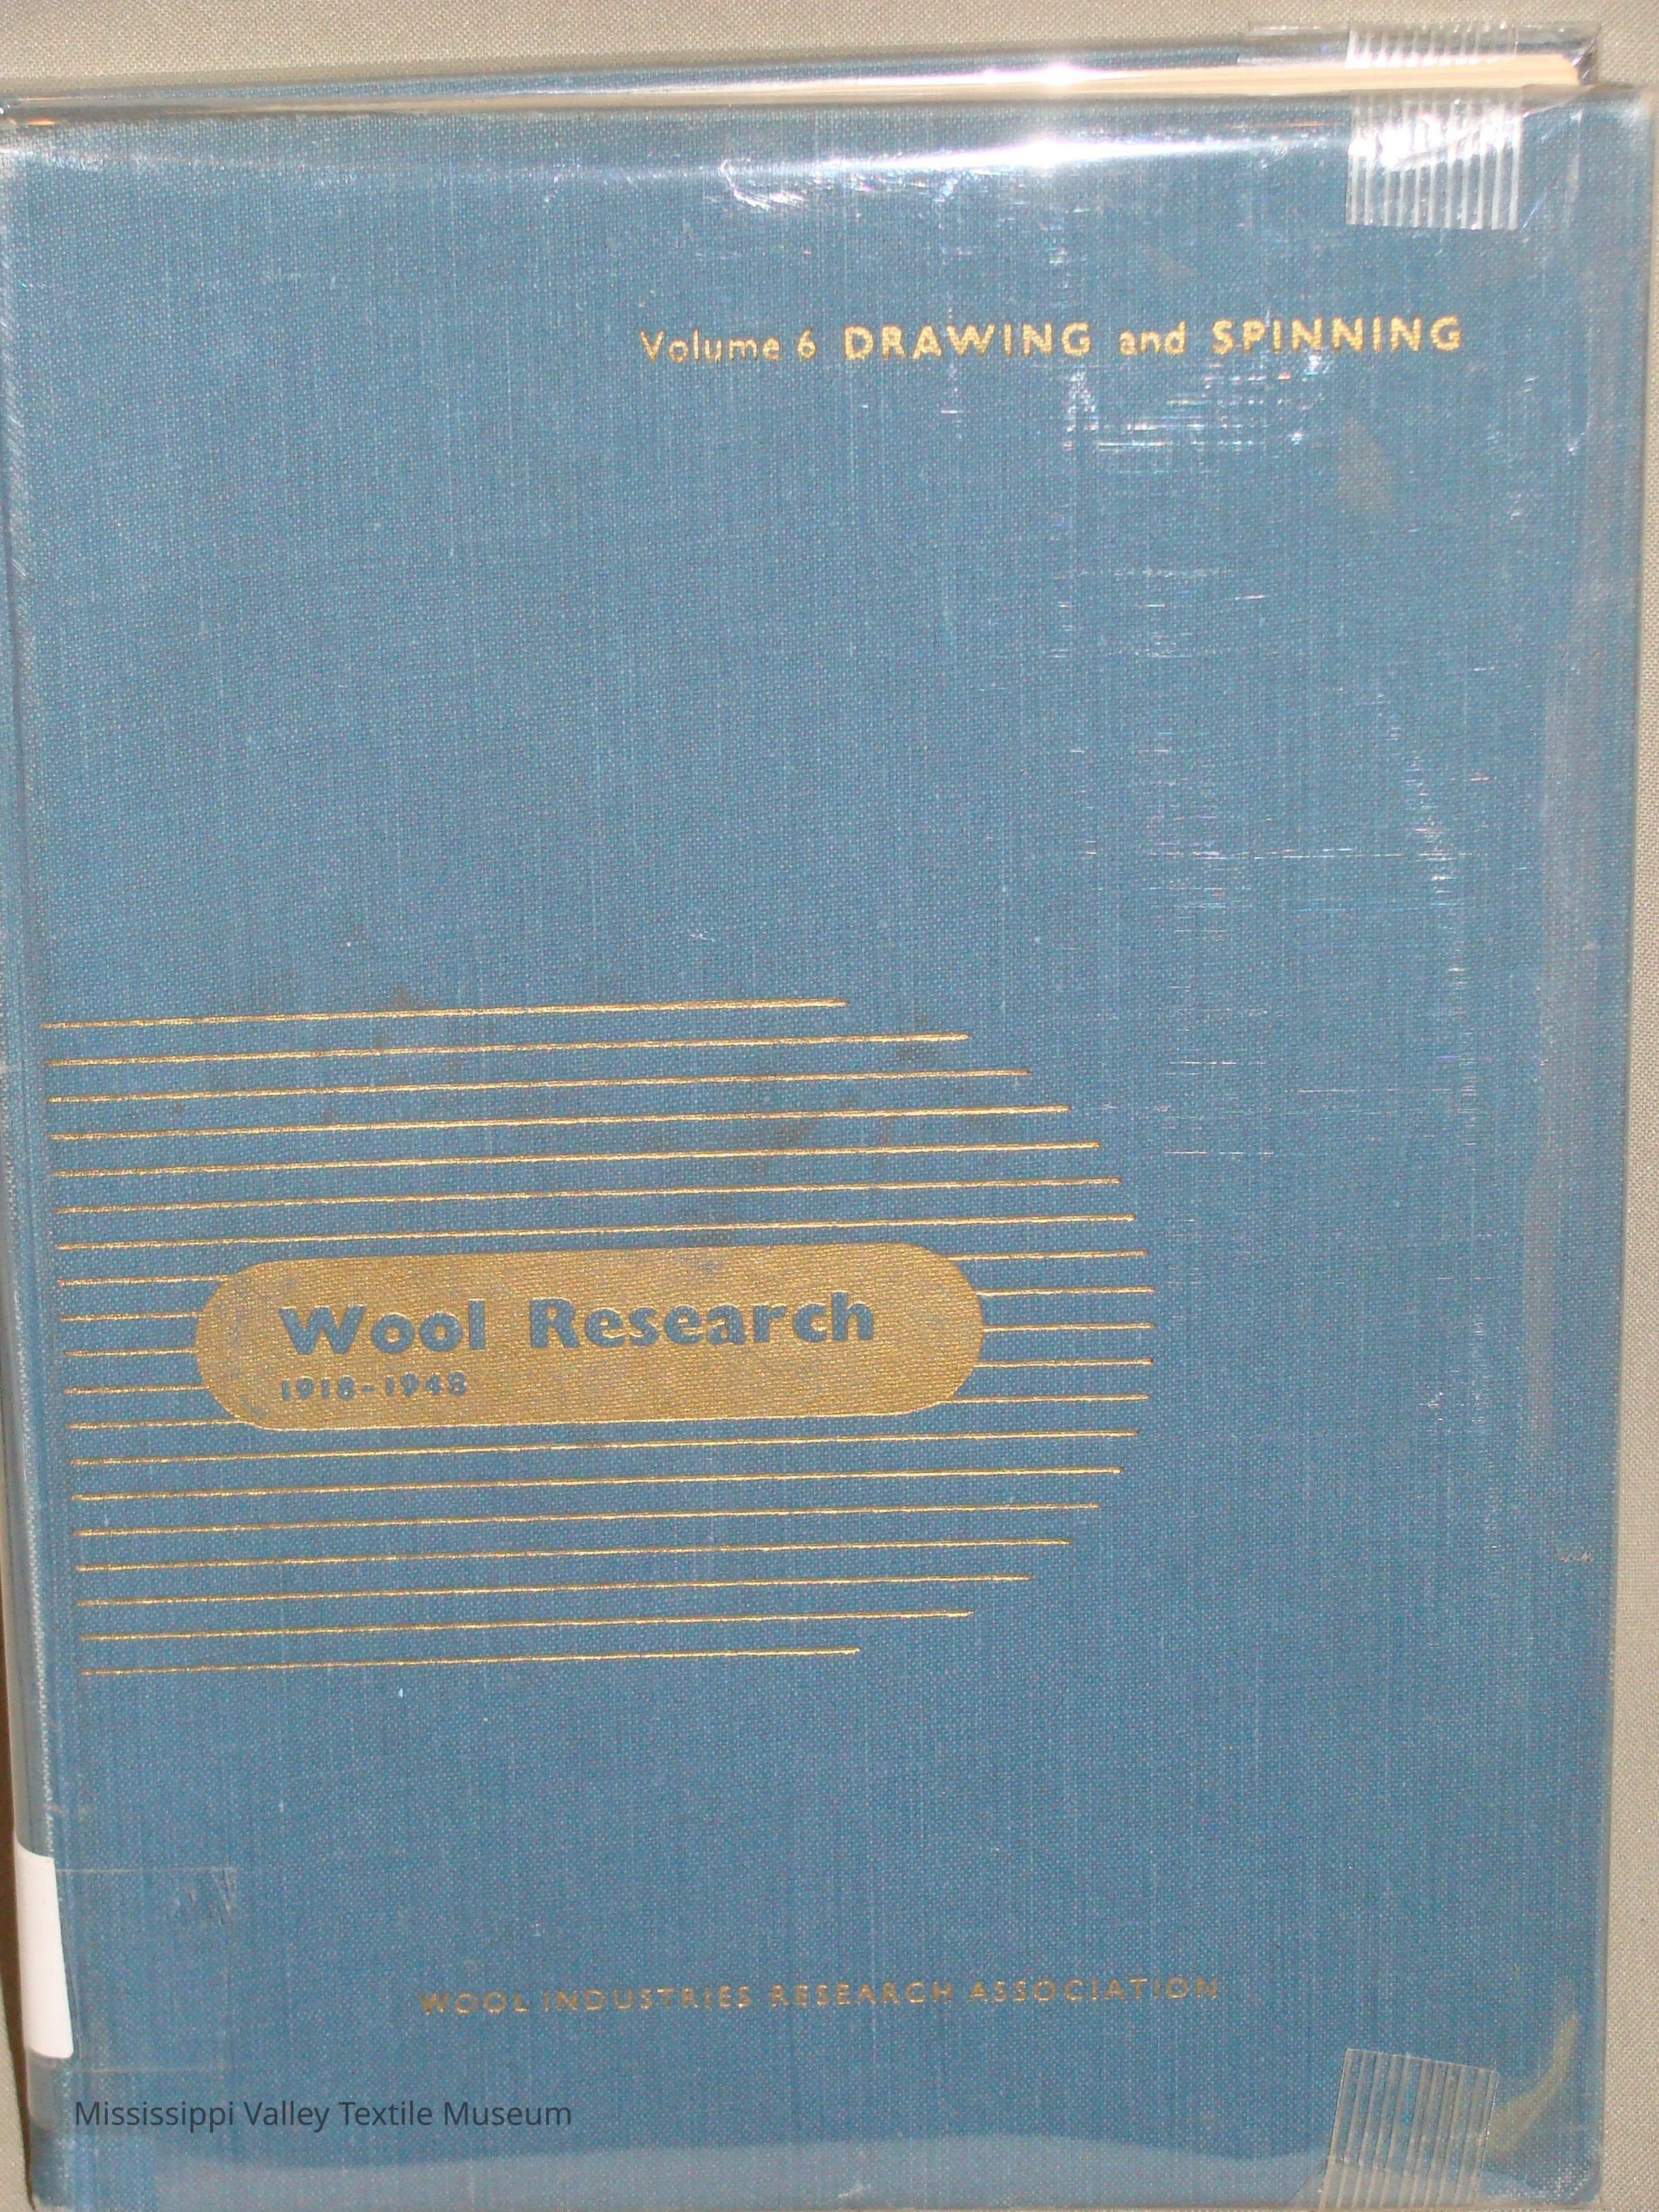 Volume 6 DRAWING and SPINNING
Wool Research
1918-1948
WOOL INDUSTRIES RESEARCH ASSOCIATION
Mississippi Valley Textile Museum